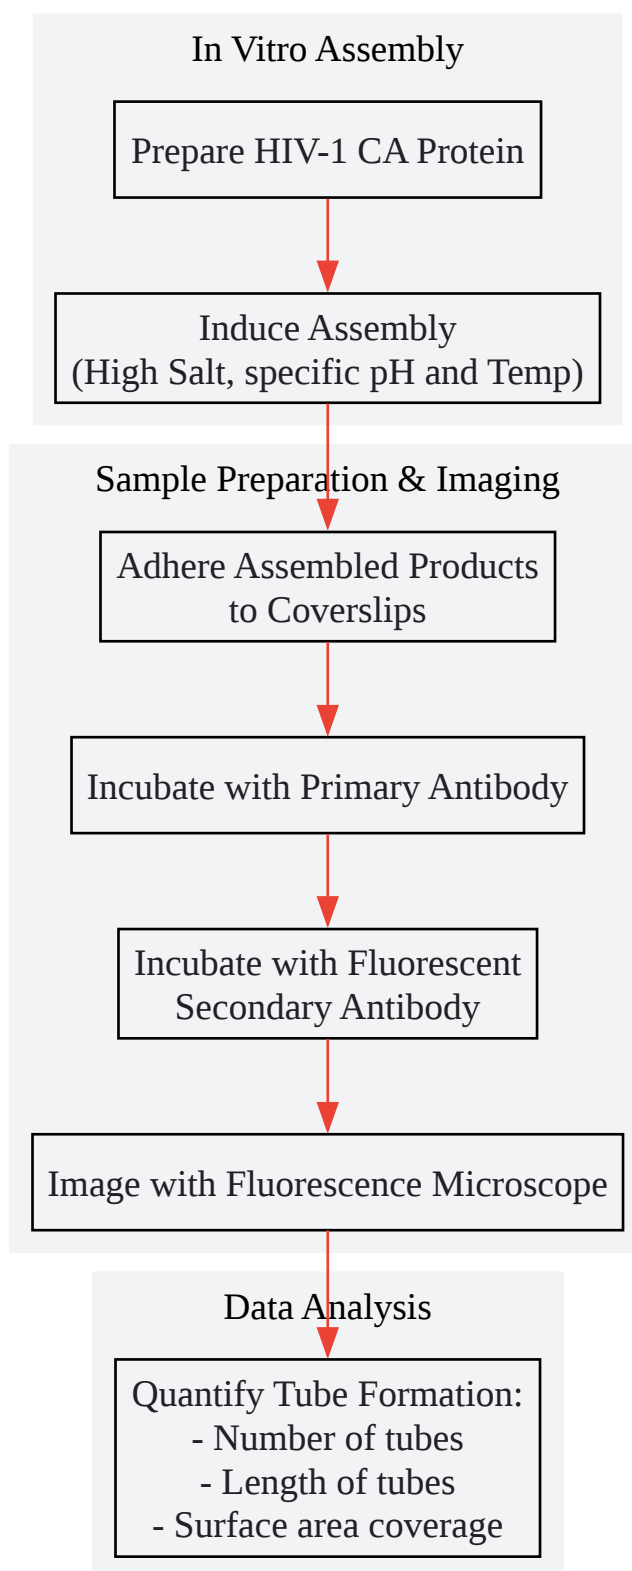 In Vitro Assembly
Prepare HIV-1 CA Protein
Induce Assembly
(High Salt, specific pH and Temp)
Sample Preparation & Imaging
Adhere Assembled Products
to Coverslips
Incubate with Primary Antibody
Incubate with Fluorescent
Secondary Antibody
Image with Fluorescence Microscope
Data Analysis
Quantify Tube Formation:
- Number of tubes
- Length of tubes
- Surface area coverage